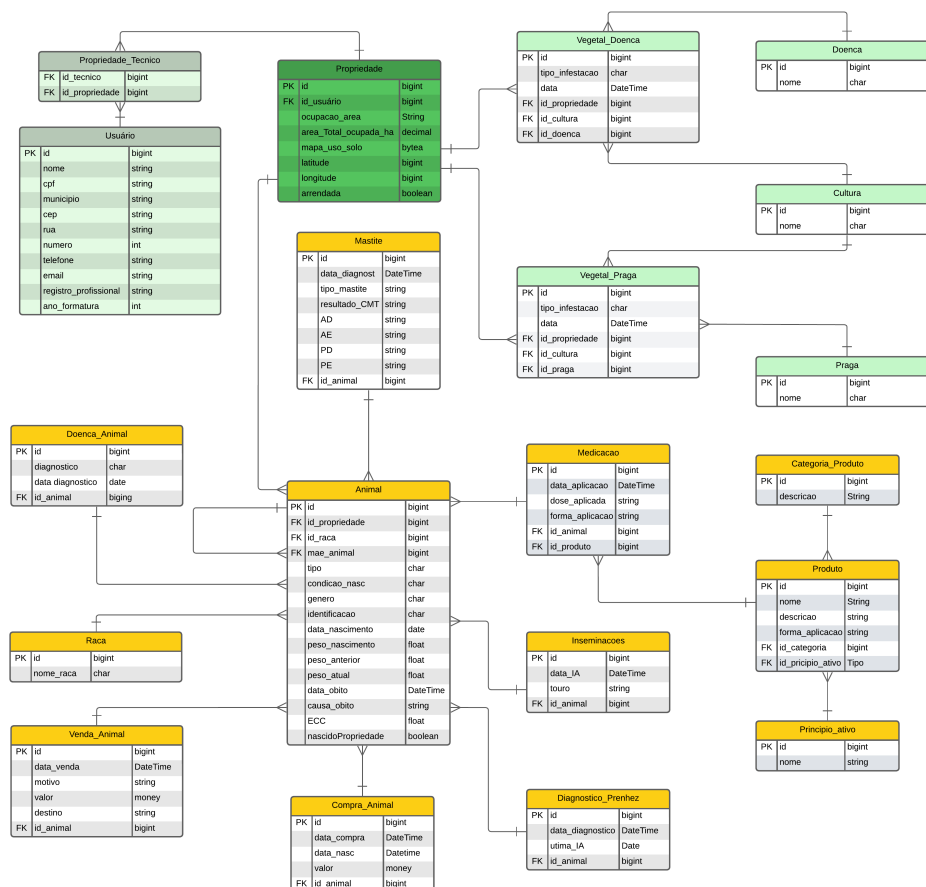 Propriedade_Tecnico
FK id_tecnico bigint
FK id_propriedade bigint
Usuário
PK id bigint
nome string
cpf string
municipio string
cep string
rua string
numero int
telefone string
email string
registro_profissional string
ano_formatura int
Propriedade
PK id bigint
FK id_usuário bigint
ocupacao_area String
area_Total_ocupada_ha decimal
mapa_uso_solo bytea
latitude bigint
longitude bigint
arrendada boolean
Vegetal_Doenca
PK id bigint
tipo_infestacao char
data DateTime
FK id_propriedade bigint
FK id_cultura bigint
FK id_doenca bigint
Doenca
PK id bigint
nome char
Cultura
PK id bigint
nome char
Vegetal_Praga
PK id bigint
tipo_infestacao char
data DateTime
FK id_propriedade bigint
FK id_cultura bigint
FK id_praga bigint
Praga
PK id bigint
nome char
Mastite
PK id bigint
data_diagnost DateTime
tipo_mastite string
resultado_CMT string
AD string
AE string
PD string
PE string
FK id_animal bigint
Doenca_Animal
PK id bigint
diagnostico char
data diagnostico date
FK id_animal biging
Animal
PK id bigint
FK id_propriedade bigint
FK id_raca bigint
FK mae_animal bigint
tipo char
condicao_nasc char
genero char
identificacao char
data_nascimento date
peso_nascimento float
peso_anterior float
peso_atual float
data_obito DateTime
causa_obito string
ECC float
nascidoPropriedade boolean
Medicacao
PK id bigint
data_aplicacao DateTime
dose_aplicada string
forma_aplicacao string
FK id_animal bigint
FK id_produto bigint
Categoria_Produto
PK id bigint
descricao String
Produto
PK id bigint
nome String
descricao string
forma_aplicacao string
FK id_categoria bigint
FK id_pricipio_ativo Tipo
Raca
PK id bigint
nome_raca char
Inseminacoes
PK id bigint
data_IA DateTime
touro string
FK id_animal bigint
Principio_ativo
PK id bigint
nome string
Venda_Animal
PK id bigint
data_venda DateTime
motivo string
valor money
destino string
FK id_animal bigint
Compra_Animal
PK id bigint
data_compra DateTime
data_nasc Datetime
valor money
FK id_animal bigint
Diagnostico_Prenhez
PK id bigint
data_diagnostico DateTime
utima_IA Date
FK id_animal bigint